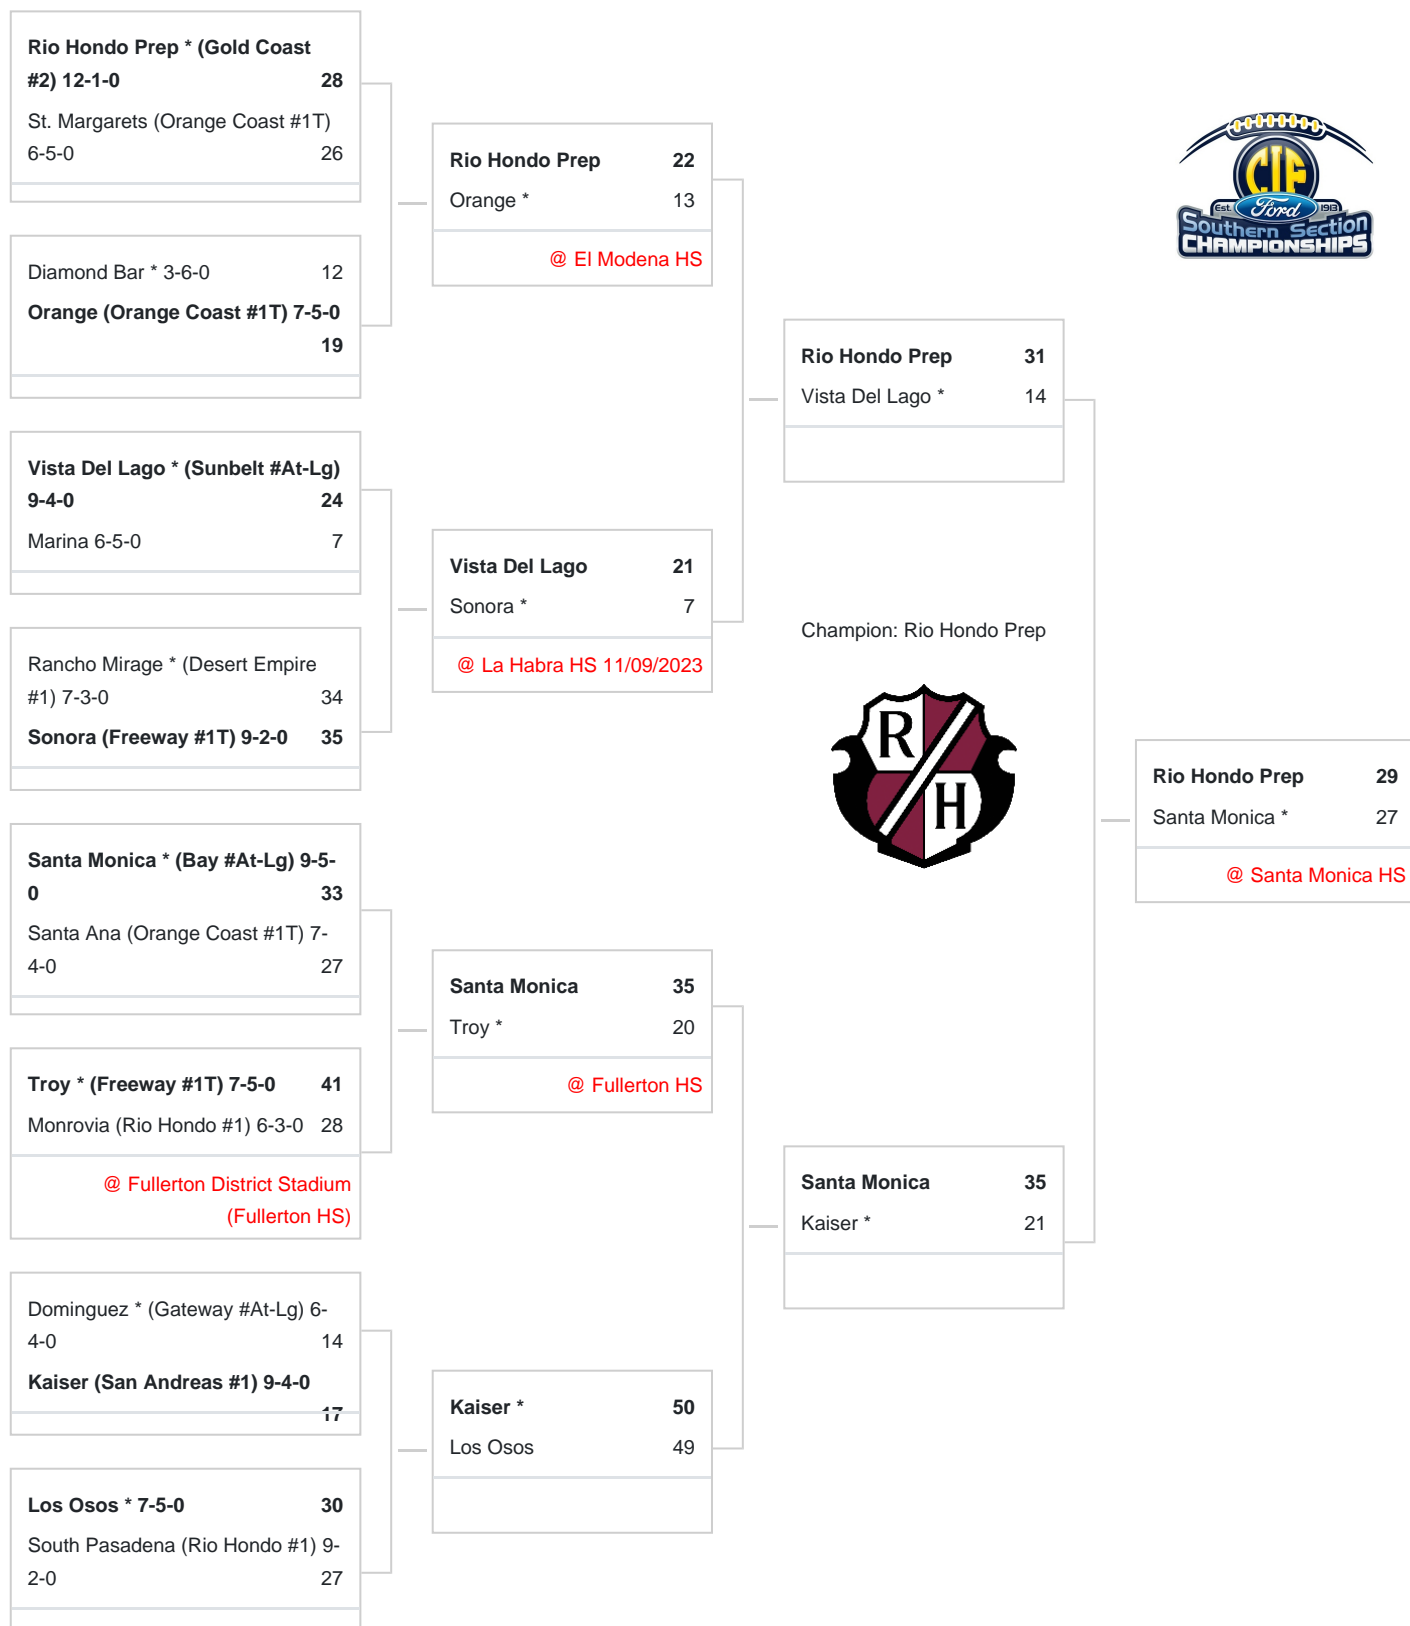 Rio Hondo Prep * (Gold Coast
#2) 12-1-0 28
St. Margarets (Orange Coast #1T)
6-5-0 26
Diamond Bar * 3-6-0 12
Orange (Orange Coast #1T) 7-5-0
19
Vista Del Lago * (Sunbelt #At-Lg)
9-4-0 24
Marina 6-5-0 7
Rancho Mirage * (Desert Empire
#1) 7-3-0 34
Sonora (Freeway #1T) 9-2-0 35
Santa Monica * (Bay #At-Lg) 9-5-
0 33
Santa Ana (Orange Coast #1T) 7-
4-0 27
Troy * (Freeway #1T) 7-5-0 41
Monrovia (Rio Hondo #1) 6-3-0 28
@ Fullerton District Stadium
(Fullerton HS)
Dominguez * (Gateway #At-Lg) 6-
4-0 14
Kaiser (San Andreas #1) 9-4-0
17
Los Osos * 7-5-0 30
South Pasadena (Rio Hondo #1) 9-
2-0 27
Rio Hondo Prep 22
Orange * 13
@ El Modena HS
Vista Del Lago 21
Sonora * 7
@ La Habra HS 11/09/2023
Santa Monica 35
Troy * 20
@ Fullerton HS
Kaiser * 50
Los Osos 49
Rio Hondo Prep 31
Vista Del Lago * 14
Champion: Rio Hondo Prep
R
H
Santa Monica 35
Kaiser * 21
CIF
Est. Ford 1913
Southern Section
CHAMPIONSHIPS
Rio Hondo Prep 29
Santa Monica * 27
@ Santa Monica HS